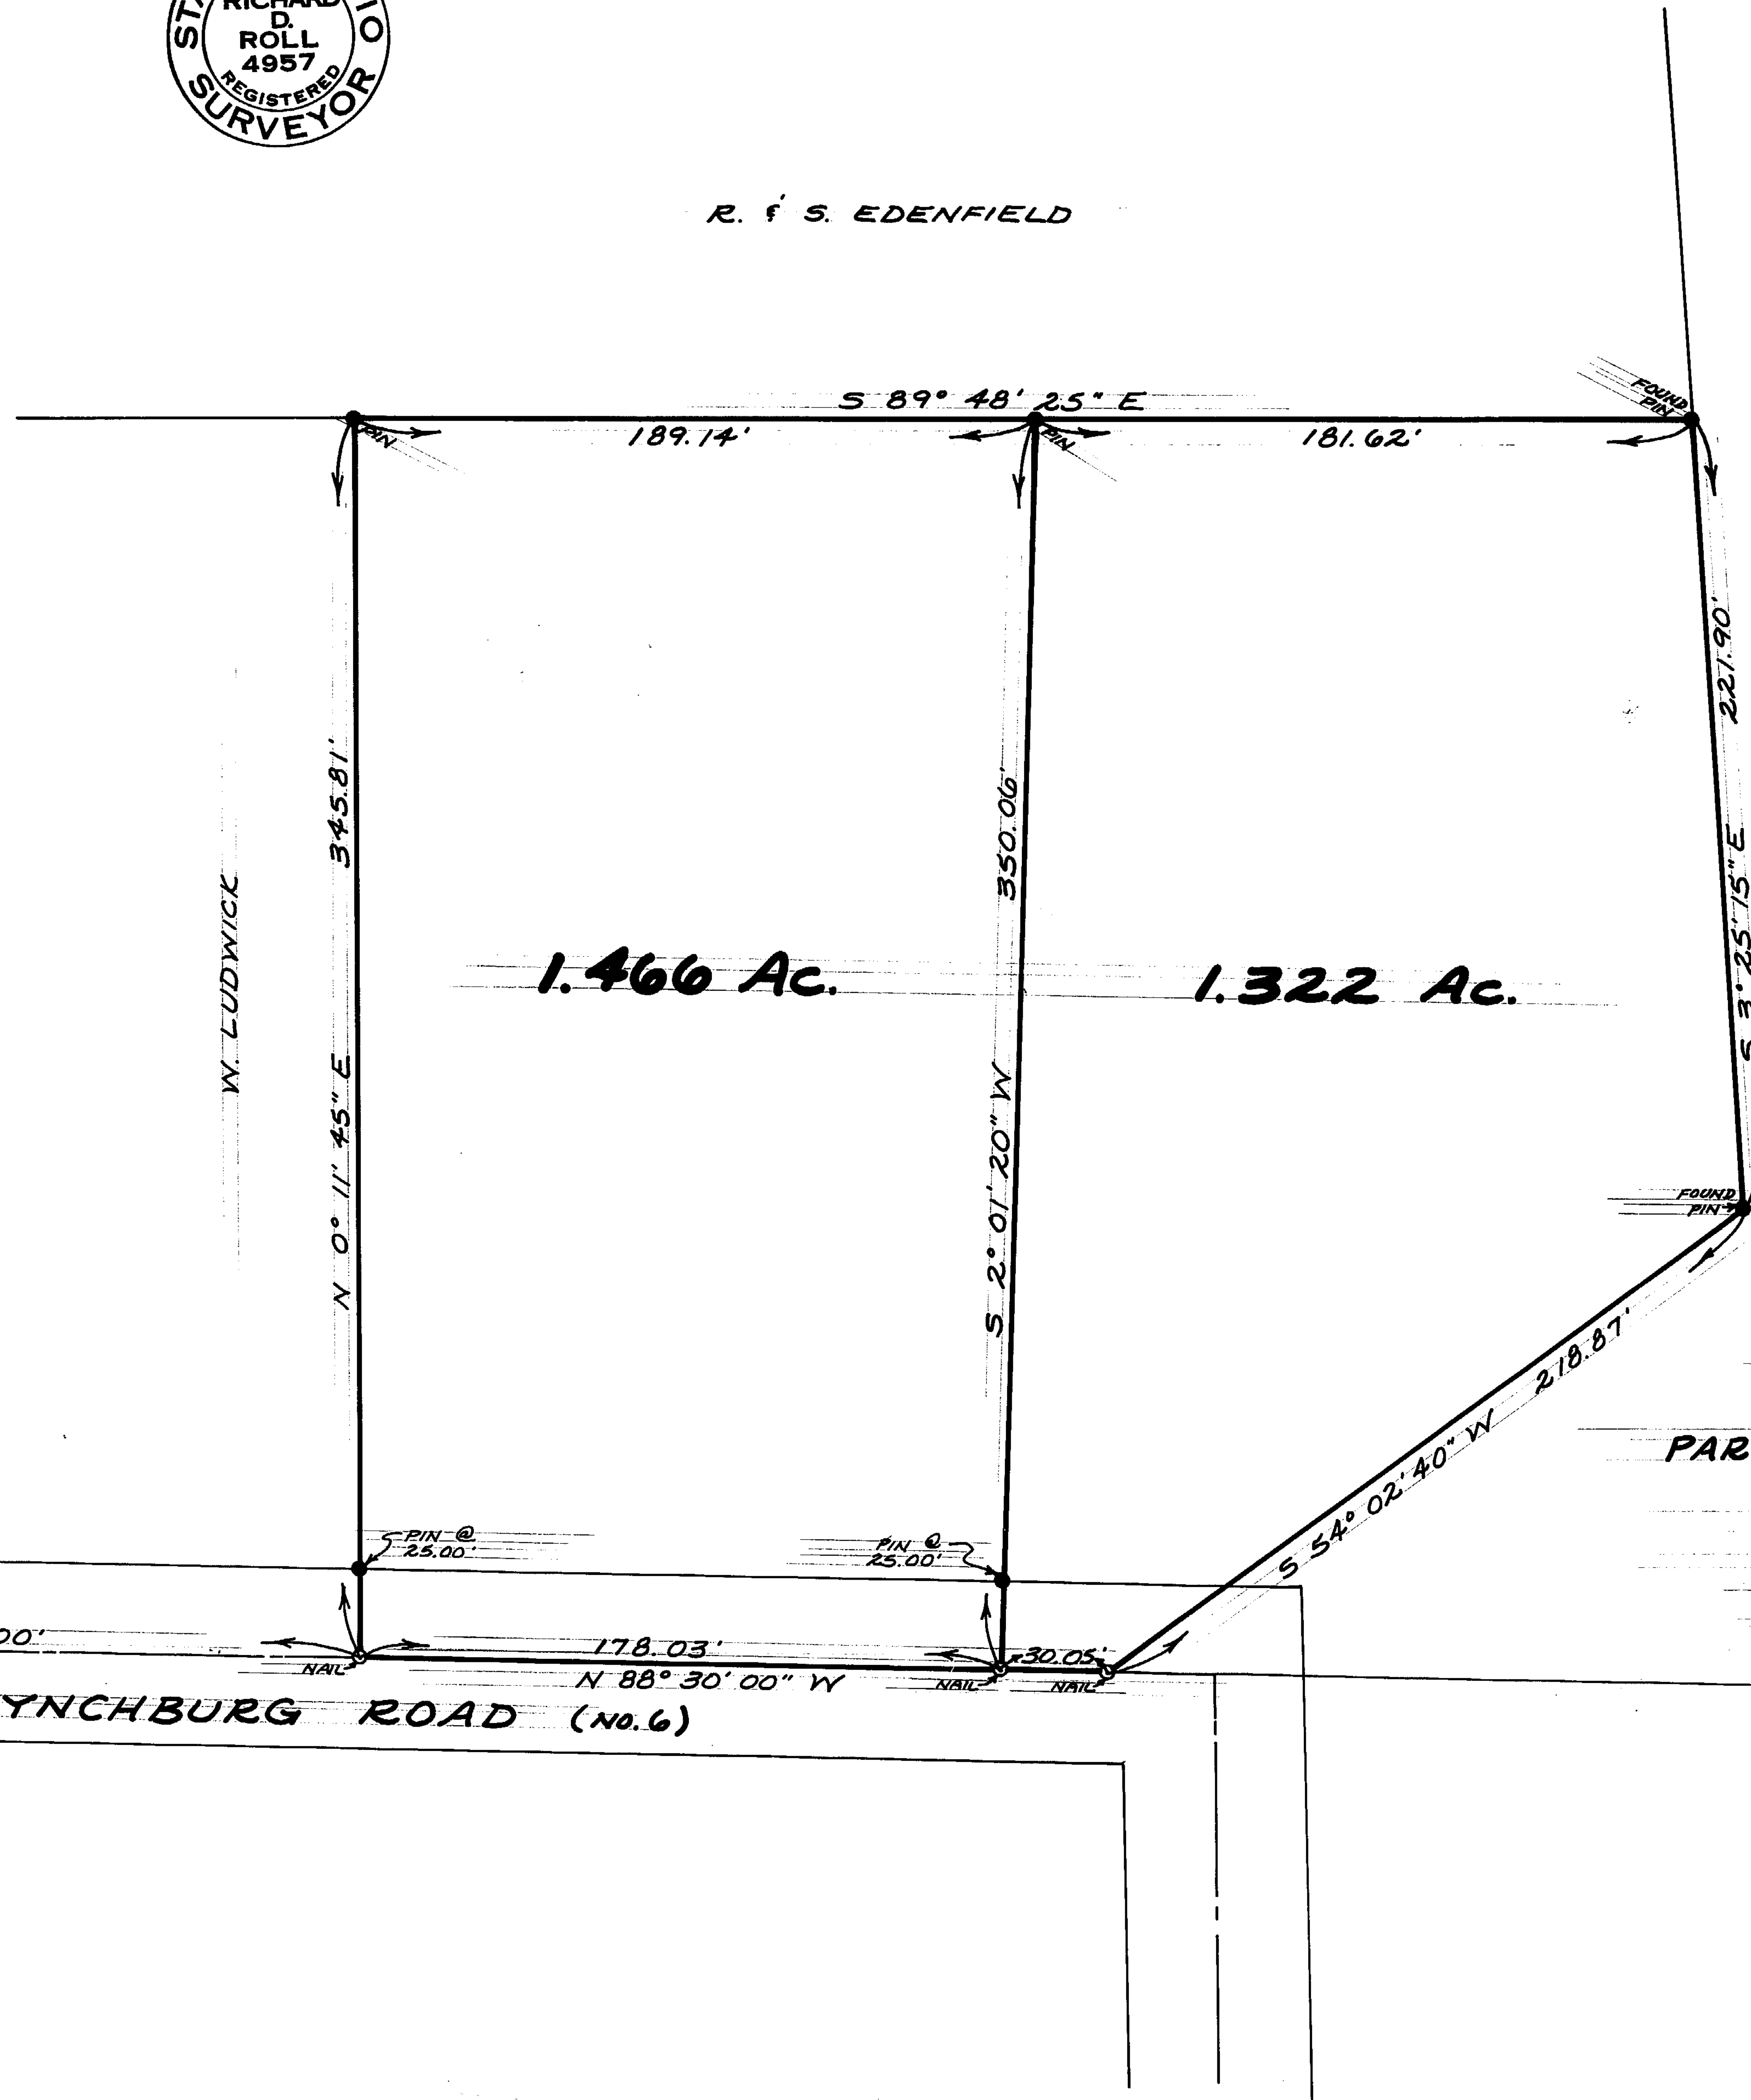 RICHARD
D.
ROLL
4957
REGISTERED
SURVEYOR
R. & S. EDENFIELD
S 89° 48' 25" E
189.14'
181.62'
PIN
PIN
FOUND
PIN
221.90'
S 3° 25' 15" E
345.81'
N 0° 11' 45" E
W. LUDWICK
350.06'
S 2° 01' 20" W
1.466 Ac.
1.322 Ac.
FOUND
PIN
218.87'
S 54° 02' 40" W
PAR
PIN @
25.00'
PIN @
25.00'
00'
178.03'
30.05'
NAIL
N 88° 30' 00" W
NAIL
NAIL
YNCHBURG ROAD (NO. 6)